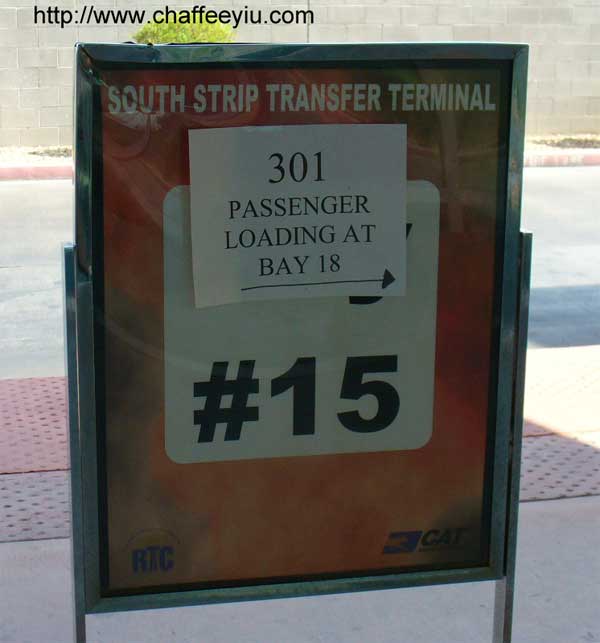 http://www.chaffeeyiu.com
SOUTH STRIP TRANSFER TERMINAL
301
PASSENGER
LOADING AT
BAY 18
#15
RTC
CAT